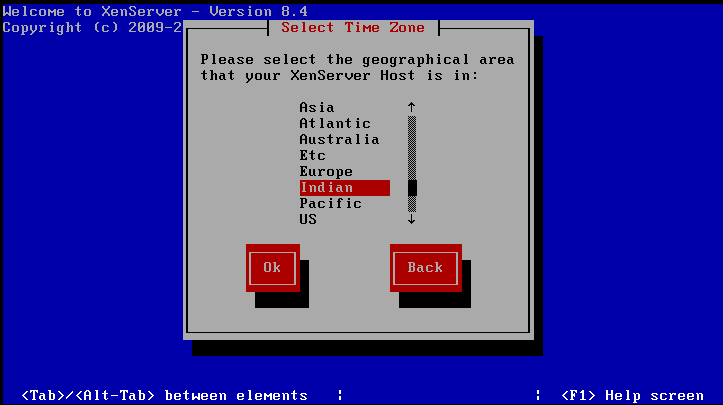 Welcome to XenServer - Version 8.4
Copyright (c) 2009-2
Select Time Zone
Please select the geographical area
that your XenServer Host is in:
Asia ↑
Atlantic
Australia
Etc
Europe
Indian
Pacific
US ↓
Ok Back
<Tab>/<Alt-Tab> between elements ¦ ¦ <F1> Help screen